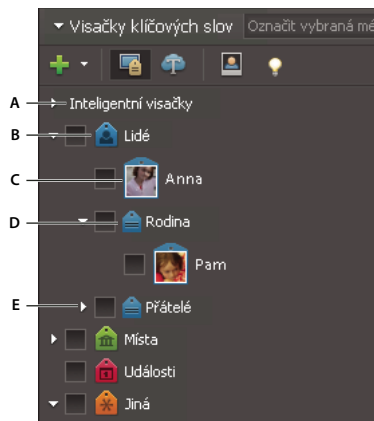 Visačky klíčových slov Označit vybraná mé
A Inteligentní visačky
B Lidé
C Anna
D Rodina
Pam
E Přátelé
Místa
Události
Jiná